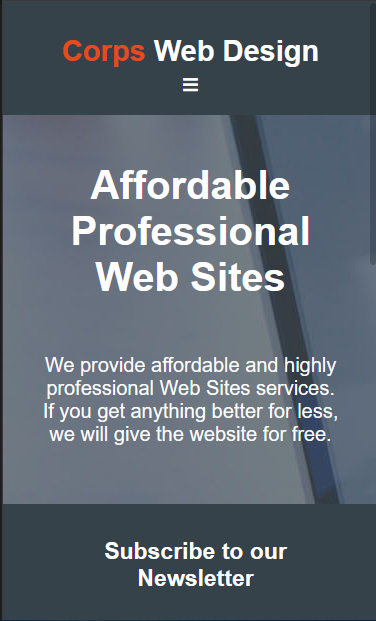 Corps Web Design
Affordable
Professional
Web Sites
We provide affordable and highly
professional Web Sites services.
If you get anything better for less,
we will give the website for free.
Subscribe to our
Newsletter